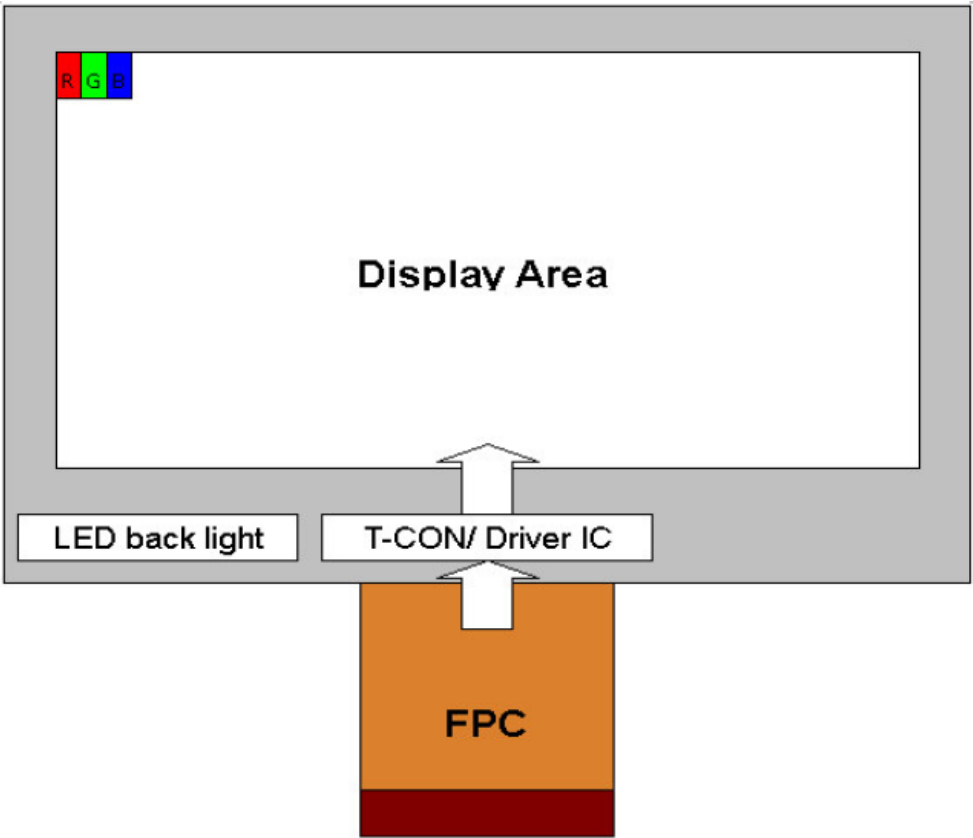 R G B
Display Area
LED back light
T-CON/ Driver IC
FPC